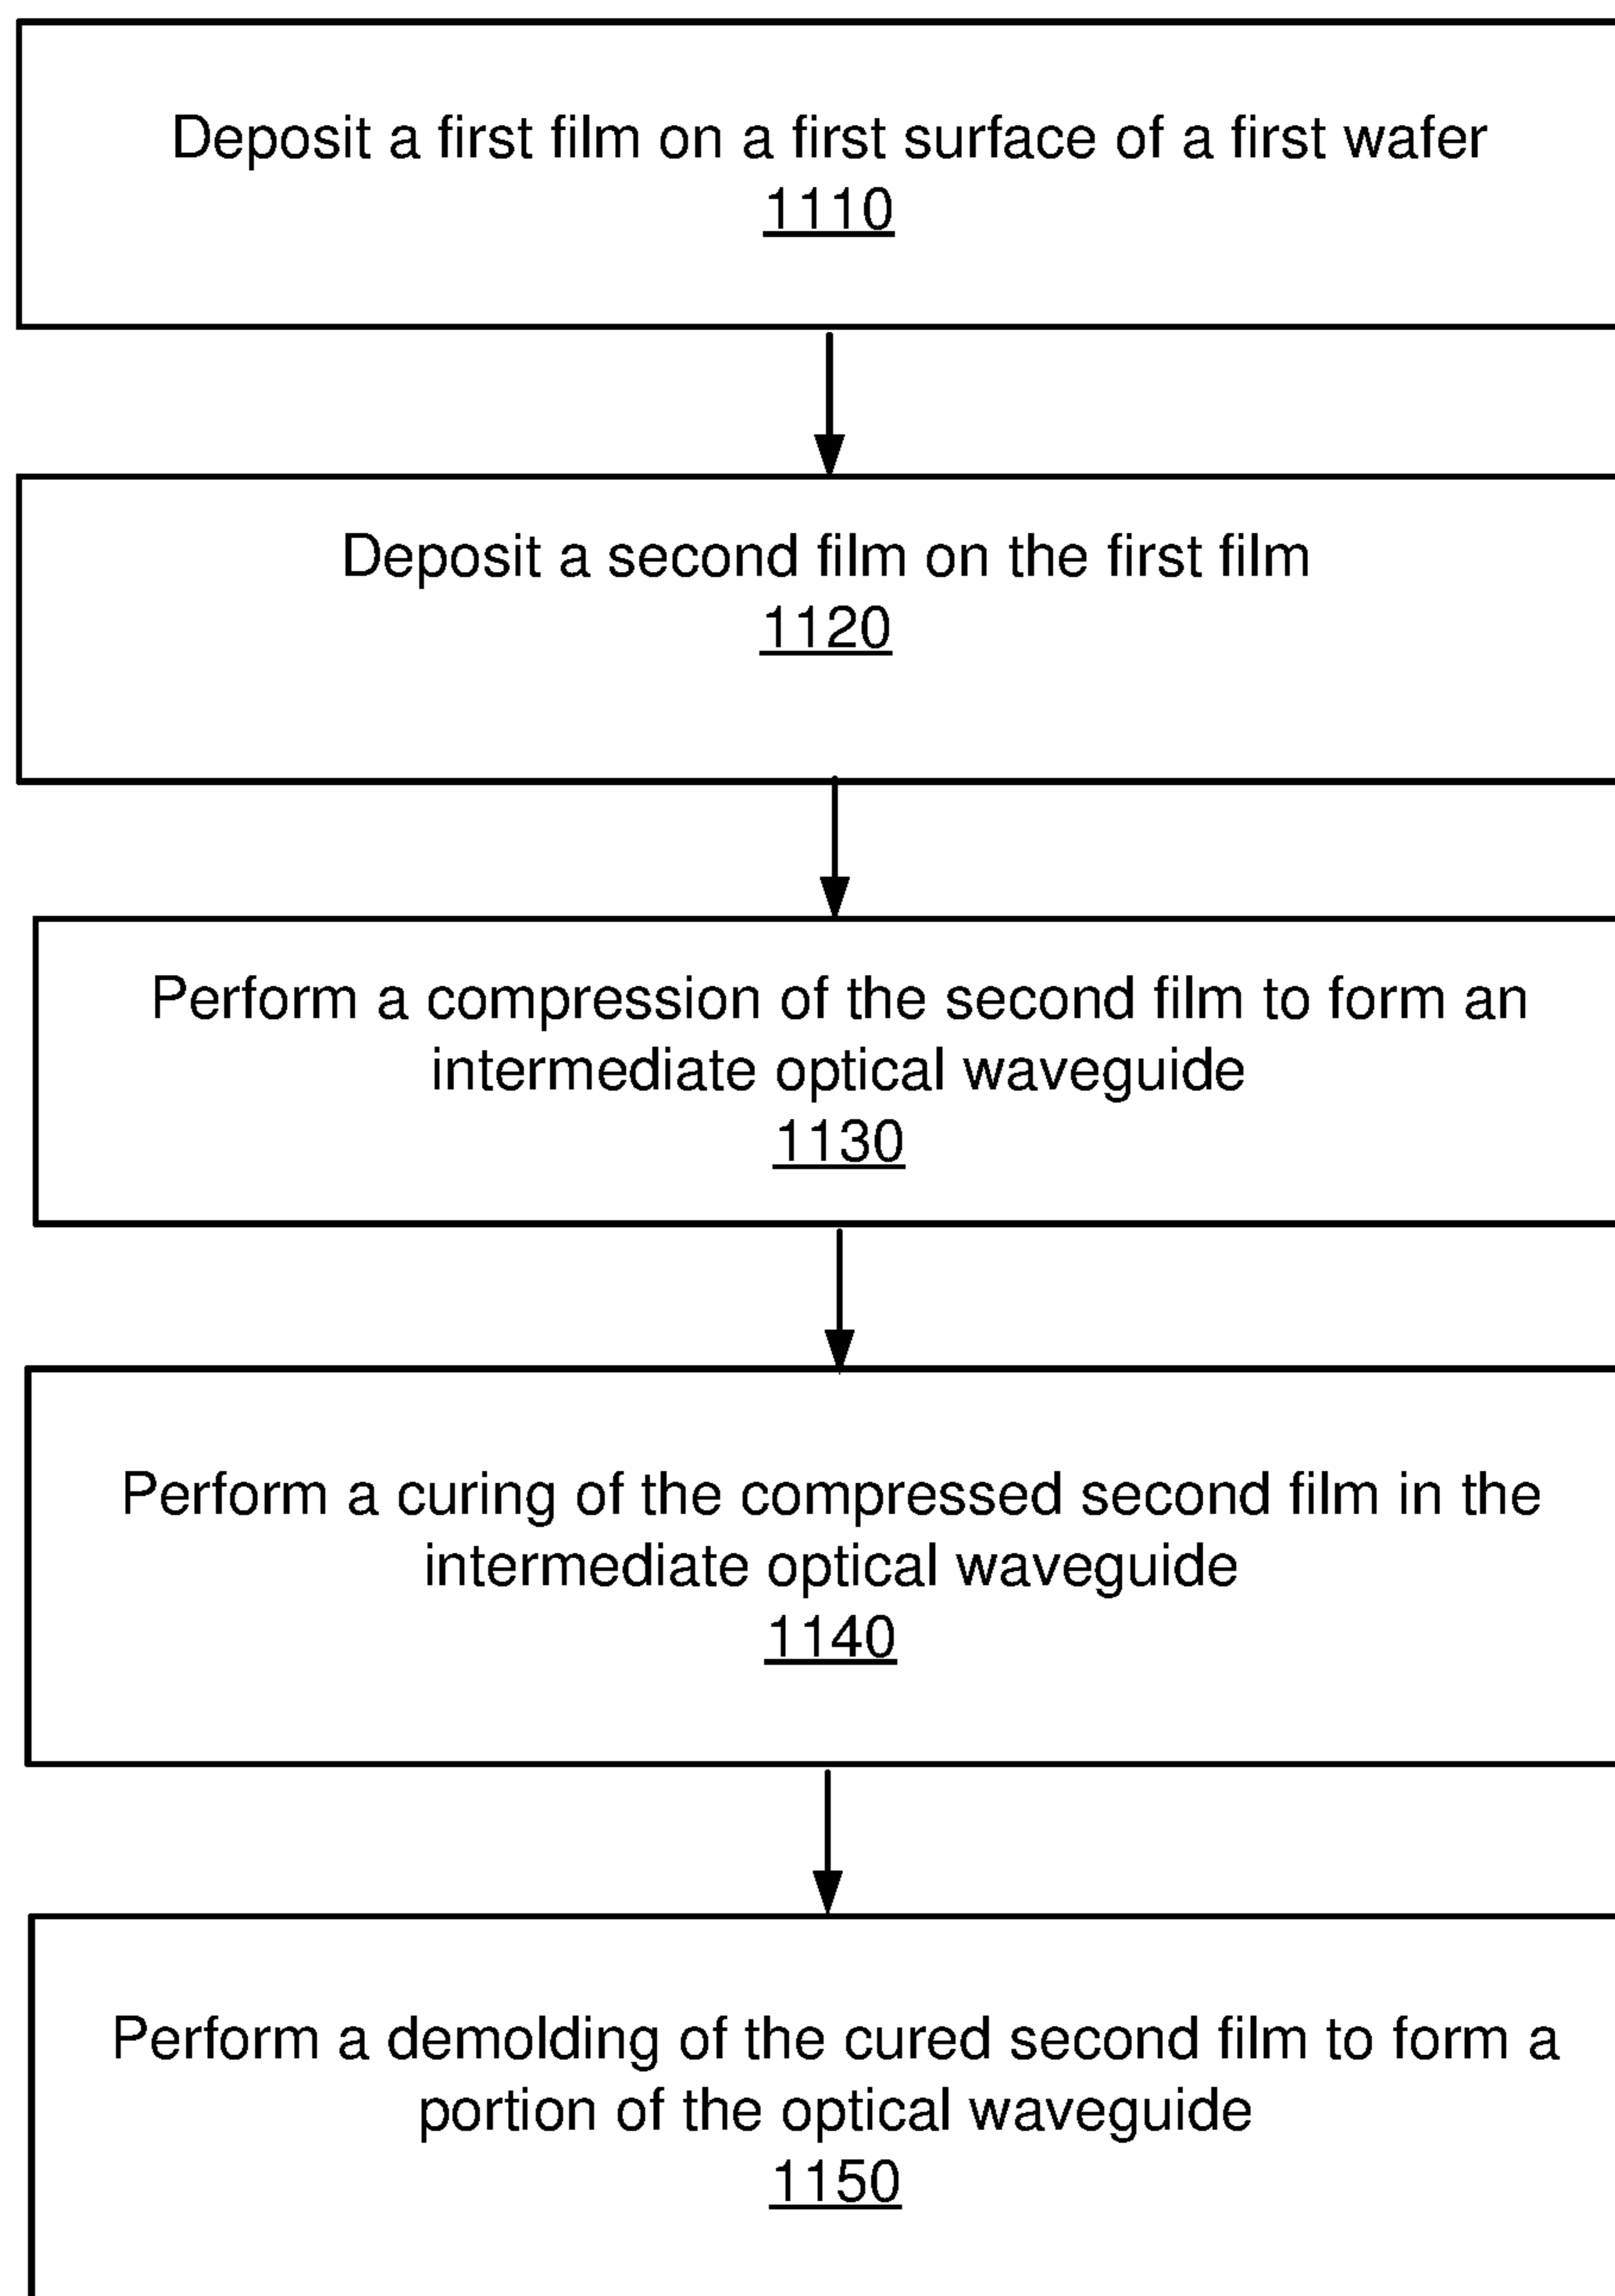 Deposit a first film on a first surface of a first wafer
1110
Deposit a second film on the first film
1120
Perform a compression of the second film to form an
intermediate optical waveguide
1130
Perform a curing of the compressed second film in the
intermediate optical waveguide
1140
Perform a demolding of the cured second film to form a
portion of the optical waveguide
1150